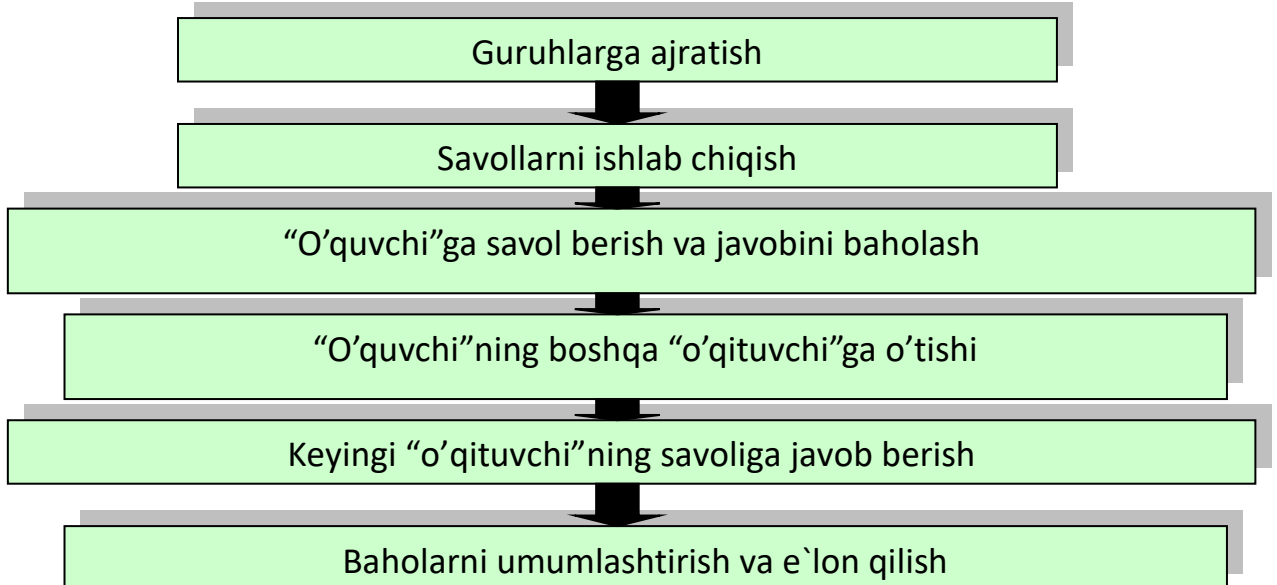 Guruhlarga ajratish
Savollarni ishlab chiqish
“O’quvchi”ga savol berish va javobini baholash
“O’quvchi”ning boshqa “o’qituvchi”ga o’tishi
Keyingi “o’qituvchi”ning savoliga javob berish
Baholarni umumlashtirish va e`lon qilish